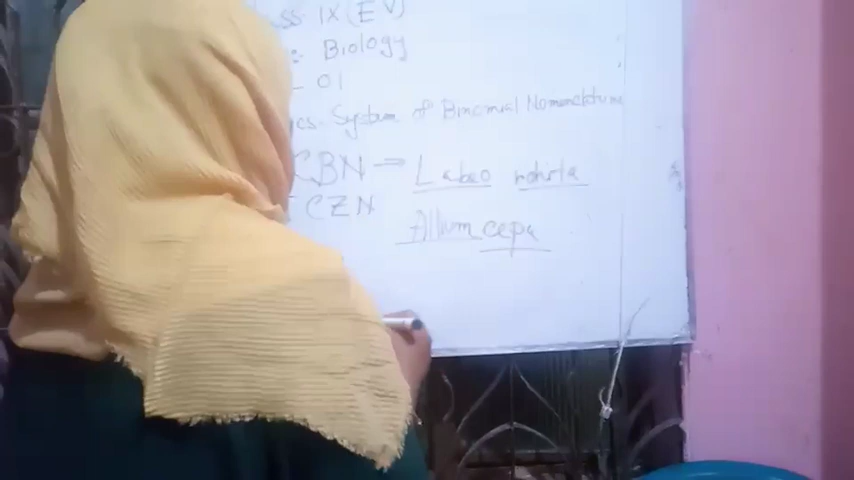 ss IX (EV)
: Biology
- 01
cs- System of Binomial Nomenclature
CBN → Labeo rohita
CZN
Allium cepa